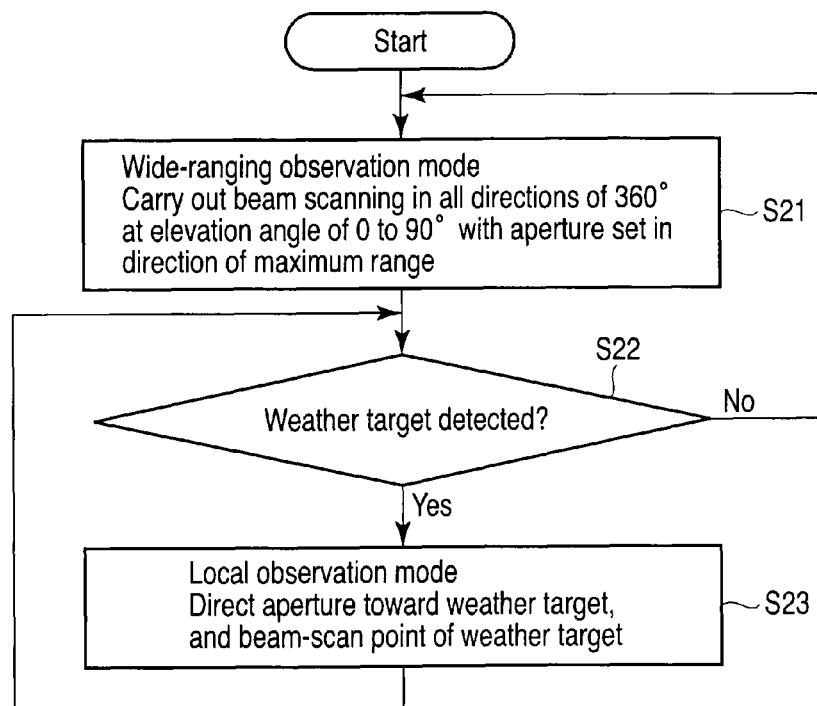 Start
Wide-ranging observation mode
Carry out beam scanning in all directions of 360°
at elevation angle of 0 to 90° with aperture set in
direction of maximum range
S21
S22
Weather target detected?
No
Yes
Local observation mode
Direct aperture toward weather target,
and beam-scan point of weather target
S23